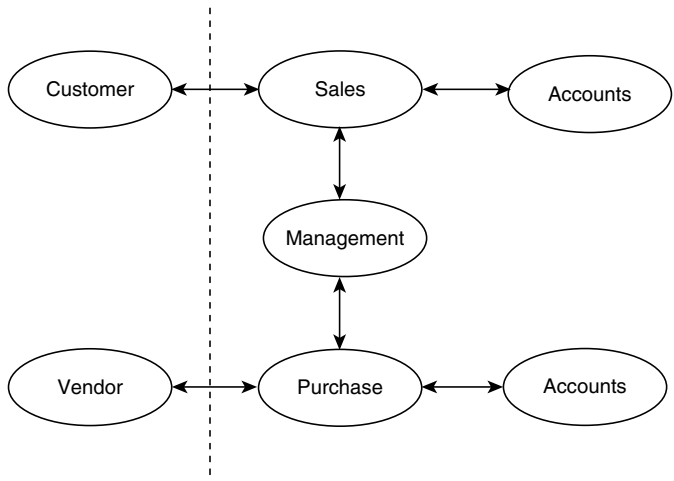 Customer
Sales
Accounts
Management
Vendor
Purchase
Accounts